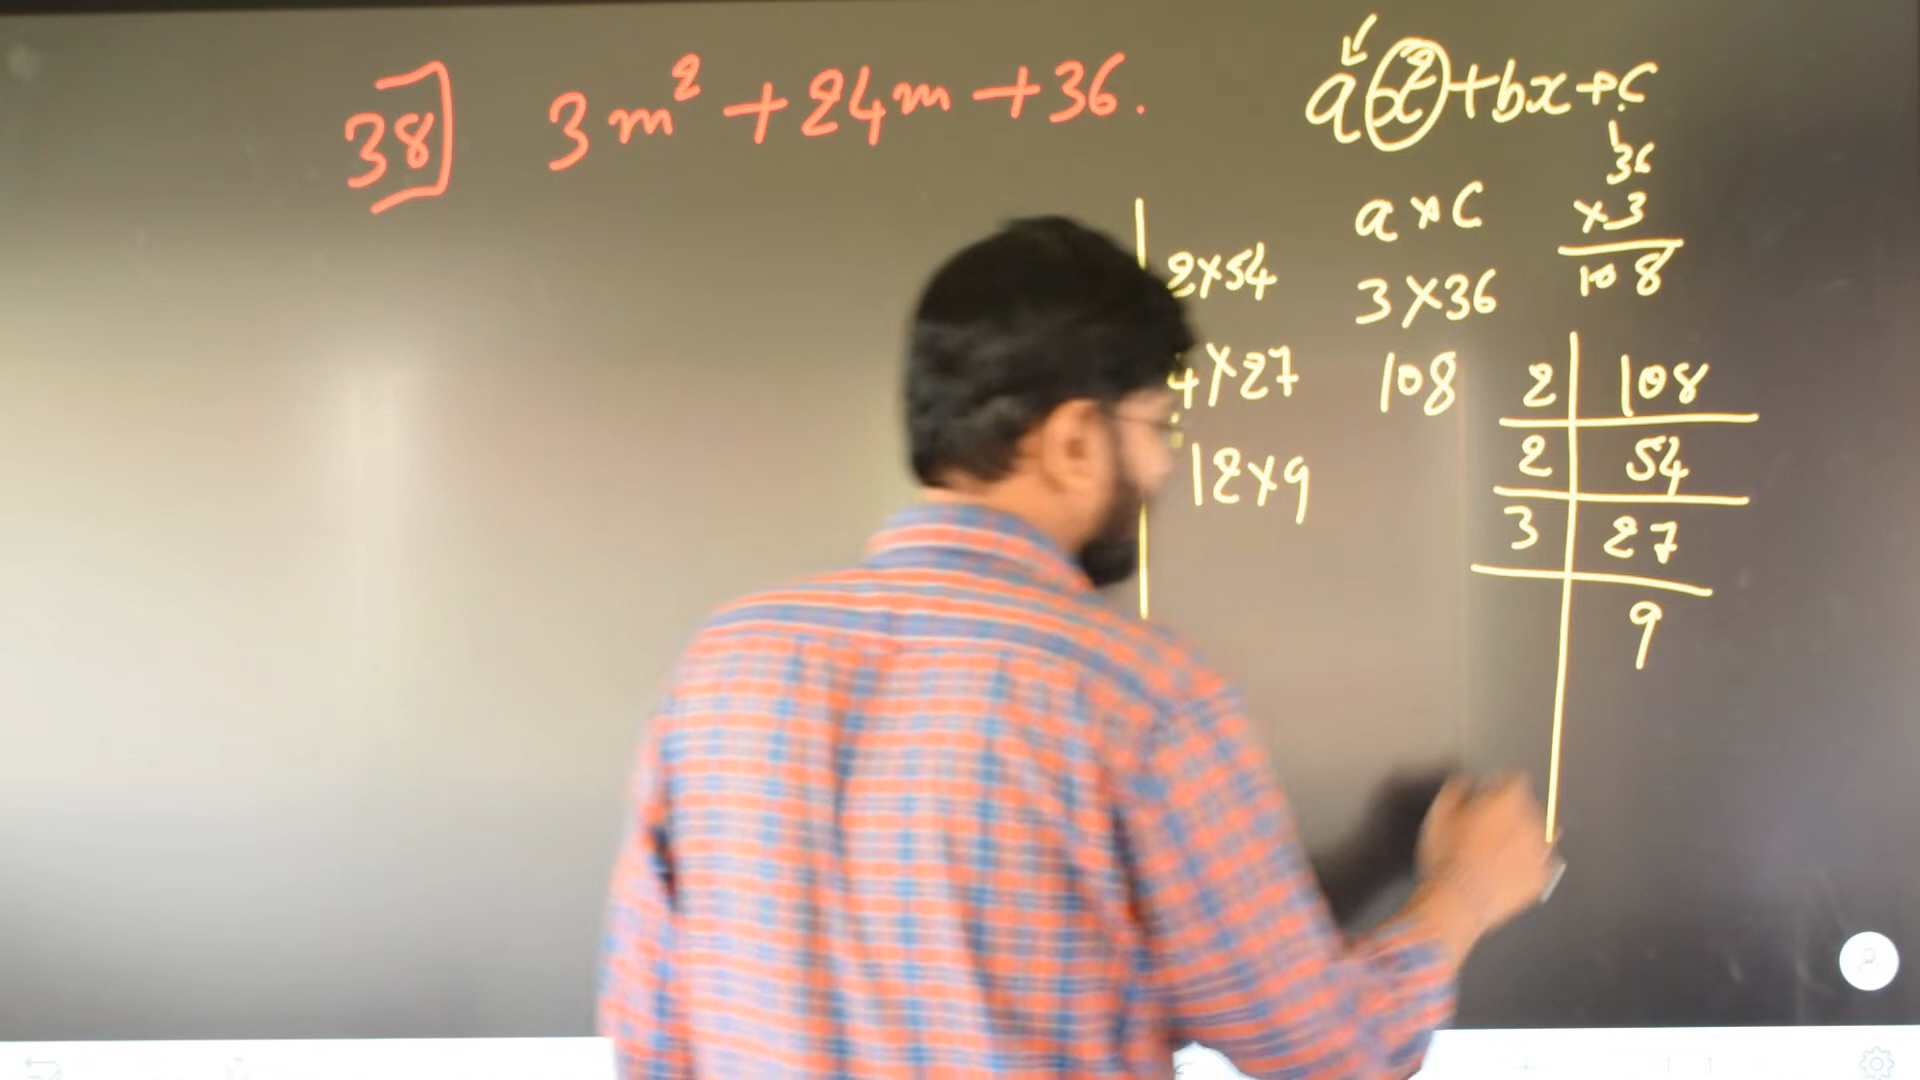 38] 3m² + 24m + 36.
ax² + bx + c
36
× 3
108
a × c
3 × 36
108
2 × 54
4 × 27
12 × 9
2 | 108
2 | 54
3 | 27
9